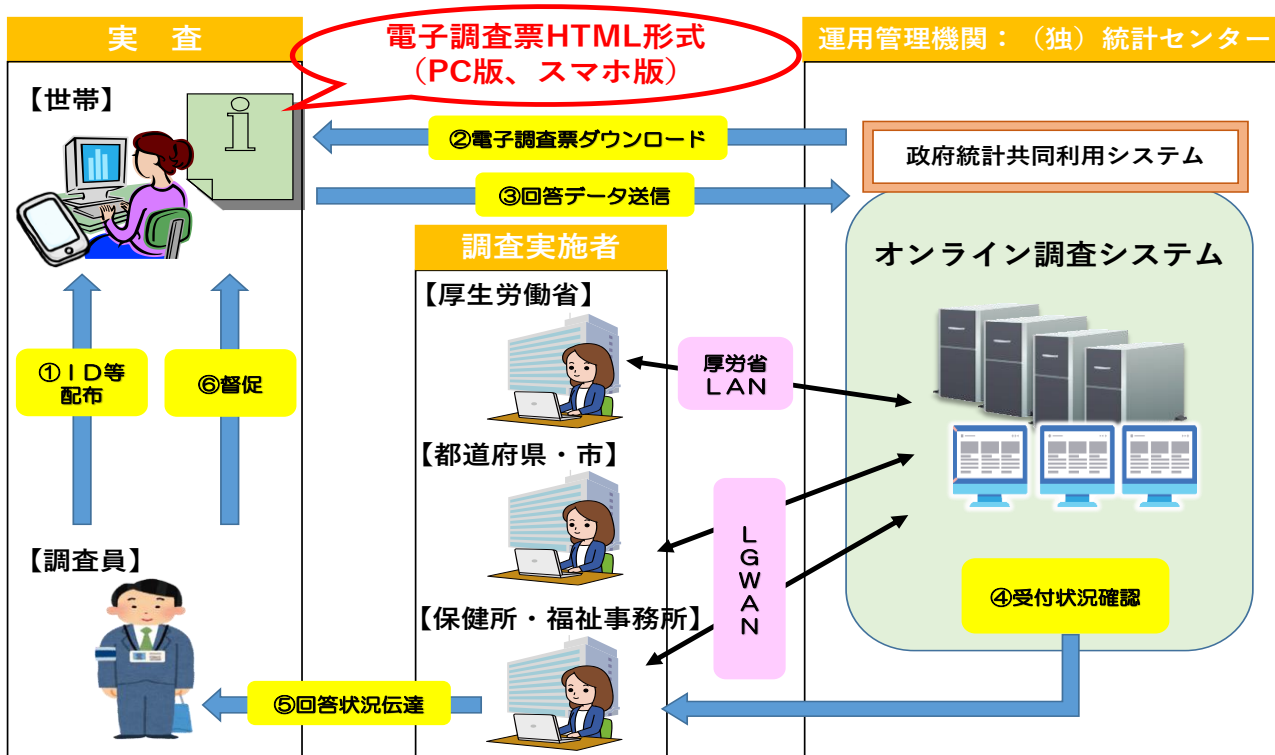 実　査
電子調査票HTML形式
（PC版、スマホ版）
運用管理機関：（独）統計センター
【世帯】
i
②電子調査票ダウンロード
政府統計共同利用システム
③回答データ送信
調査実施者
オンライン調査システム
【厚生労働省】
①ＩＤ等
配布
⑥督促
厚労省
ＬＡＮ
【都道府県・市】
ＬＧＷＡＮ
【調査員】
④受付状況確認
【保健所・福祉事務所】
⑤回答状況伝達